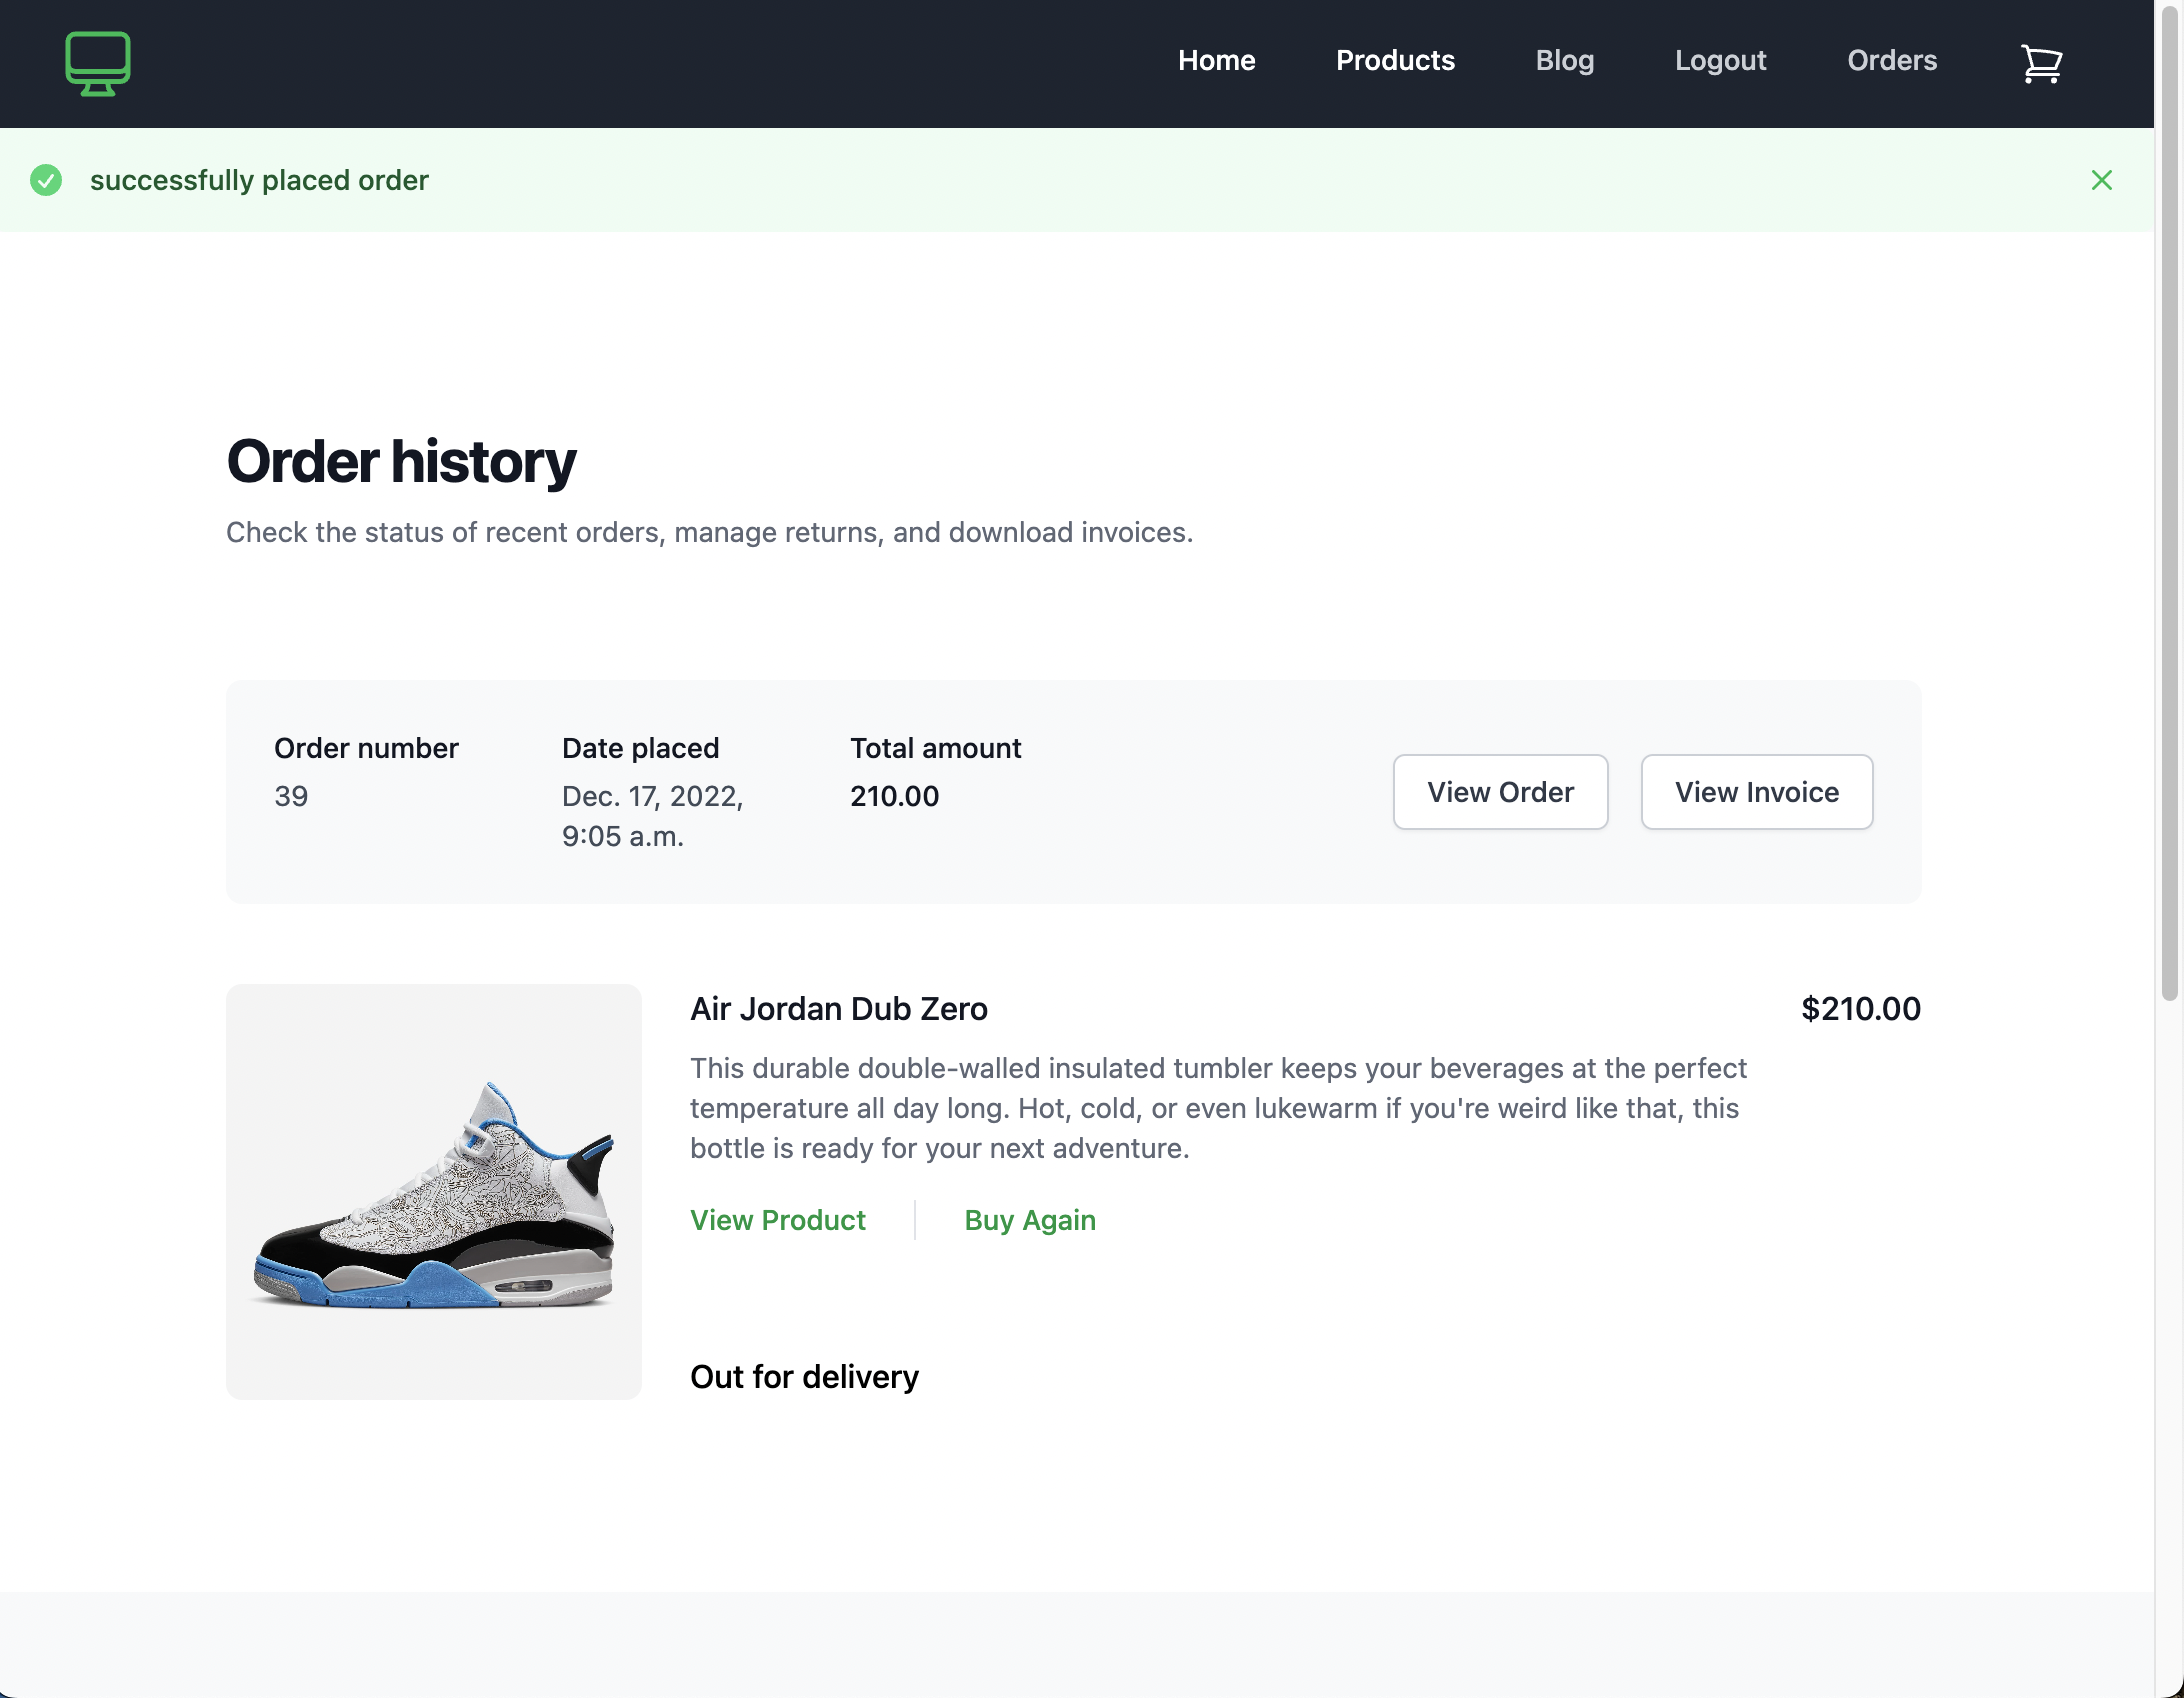 Home Products Blog Logout Orders
successfully placed order
Order history
Check the status of recent orders, manage returns, and download invoices.
Order number
39
Date placed
Dec. 17, 2022,
9:05 a.m.
Total amount
210.00
View Order
View Invoice
Air Jordan Dub Zero
$210.00
This durable double-walled insulated tumbler keeps your beverages at the perfect
temperature all day long. Hot, cold, or even lukewarm if you're weird like that, this
bottle is ready for your next adventure.
View Product
Buy Again
Out for delivery